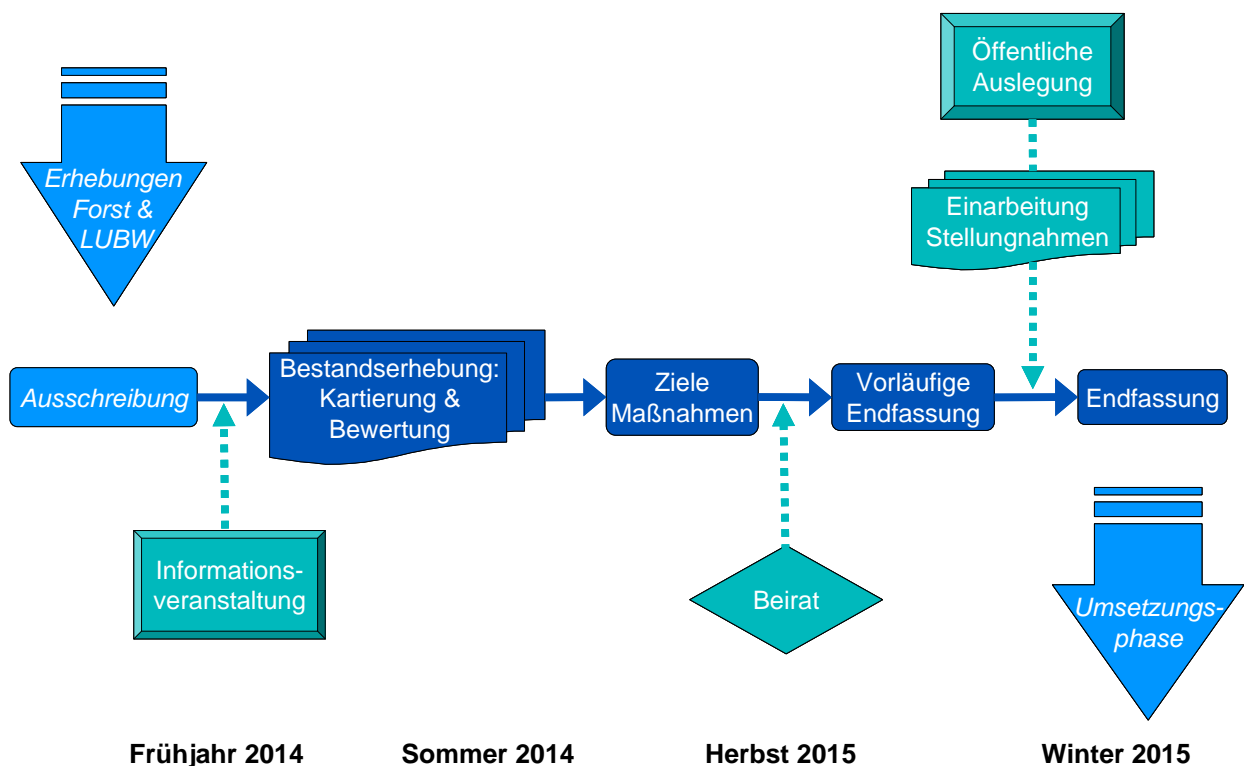 Öffentliche
Auslegung
Erhebungen
Forst &
LUBW
Einarbeitung
Stellungnahmen
Ausschreibung
Bestandserhebung:
Kartierung &
Bewertung
Ziele
Maßnahmen
Vorläufige
Endfassung
Endfassung
Informations-
veranstaltung
Beirat
Umsetzungs-
phase
Frühjahr 2014
Sommer 2014
Herbst 2015
Winter 2015